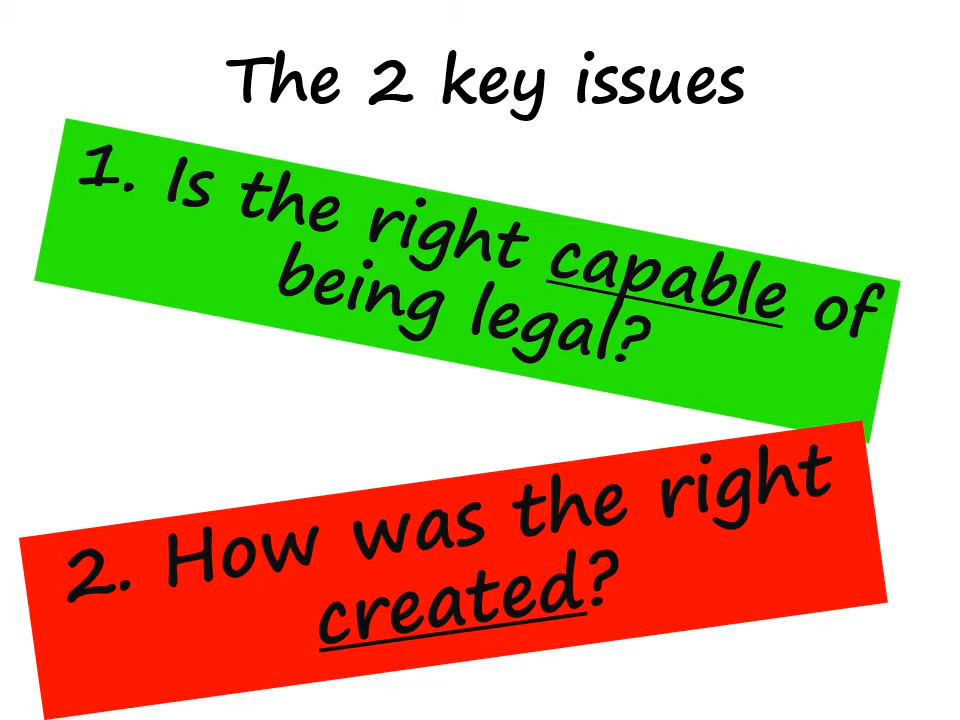 The 2 key issues
1. Is the right capable of
being legal?
2. How was the right
created?